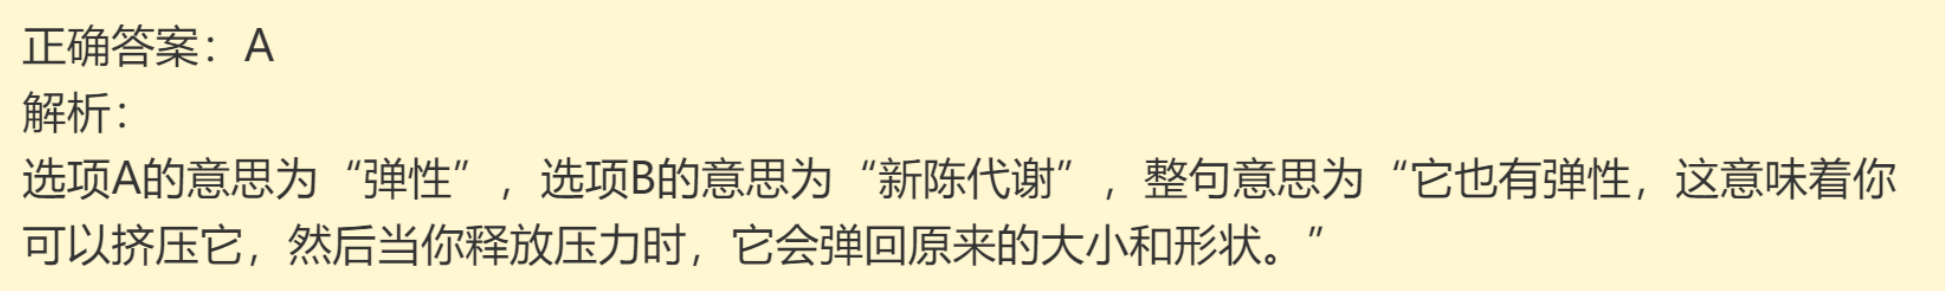 正确答案：A
解析：
选项A的意思为“弹性”，选项B的意思为“新陈代谢”，整句意思为“它也有弹性，这意味着你
可以挤压它，然后当你释放压力时，它会弹回原来的大小和形状。”